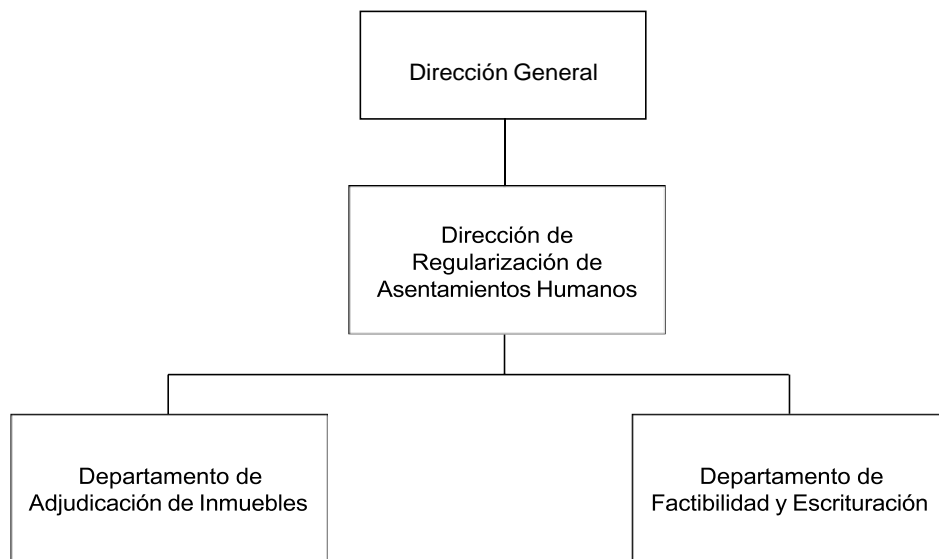 Dirección General
Dirección de
Regularización de
Asentamientos Humanos
Departamento de
Adjudicación de Inmuebles
Departamento de
Factibilidad y Escrituración